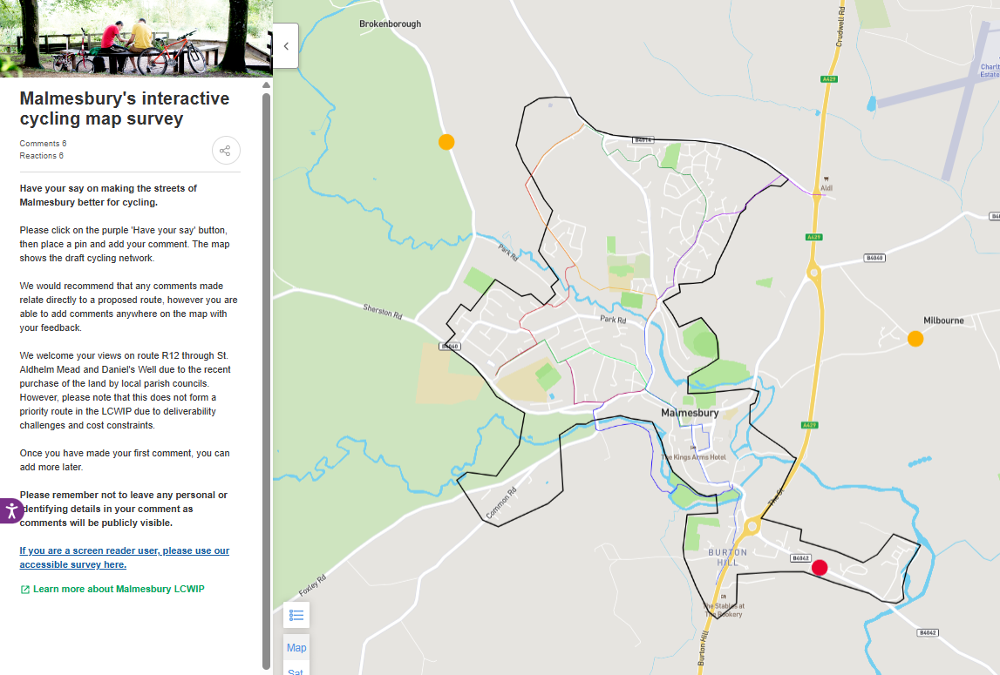 Malmesbury's interactive
cycling map survey
Comments 6
Reactions 6
Have your say on making the streets of
Malmesbury better for cycling.
Please click on the purple 'Have your say' button,
then place a pin and add your comment. The map
shows the draft cycling network.
We would recommend that any comments made
relate directly to a proposed route, however you are
able to add comments anywhere on the map with
your feedback.
We welcome your views on route R12 through St.
Aldhelm Mead and Daniel's Well due to the recent
purchase of the land by local parish councils.
However, please note that this does not form a
priority route in the LCWIP due to deliverability
challenges and cost constraints.
Once you have made your first comment, you can
add more later.
Please remember not to leave any personal or
identifying details in your comment as
comments will be publicly visible.
If you are a screen reader user, please use our
accessible survey here.
Learn more about Malmesbury LCWIP
Brokenborough
Crudwell Rd
A429
B4014
Aldi
A429
B4040
Park Rd
Sherston Rd
Park Rd
Milbourne
B4040
Malmesbury
A429
The Kings Arms Hotel
Common Rd
BURTON
HILL
B4042
Foxley Rd
The Stables at
The Rookery
B4042
Burton Hill
Map
Sat